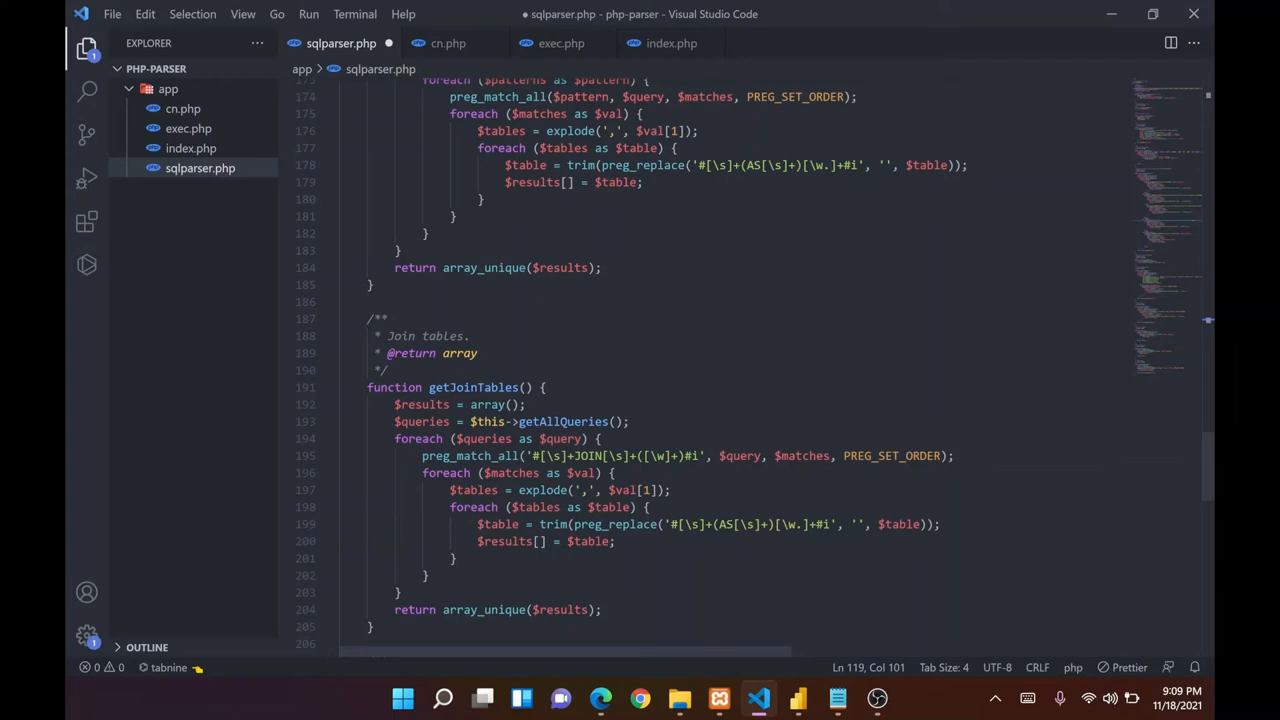 File Edit Selection View Go Run Terminal Help
● sqlparser.php - php-parser - Visual Studio Code
EXPLORER
sqlparser.php cn.php exec.php index.php
PHP-PARSER
app
cn.php
exec.php
index.php
sqlparser.php
OUTLINE
app > sqlparser.php
173 foreach ($patterns as $pattern) {
174 preg_match_all($pattern, $query, $matches, PREG_SET_ORDER);
175 foreach ($matches as $val) {
176 $tables = explode(',', $val[1]);
177 foreach ($tables as $table) {
178 $table = trim(preg_replace('#[\s]+(AS[\s]+)[\w.]+#i', '', $table));
179 $results[] = $table;
180 }
181 }
182 }
183 }
184 return array_unique($results);
185 }
186
187 /**
188 * Join tables.
189 * @return array
190 */
191 function getJoinTables() {
192 $results = array();
193 $queries = $this->getAllQueries();
194 foreach ($queries as $query) {
195 preg_match_all('#[\s]+JOIN[\s]+([\w]+)#i', $query, $matches, PREG_SET_ORDER);
196 foreach ($matches as $val) {
197 $tables = explode(',', $val[1]);
198 foreach ($tables as $table) {
199 $table = trim(preg_replace('#[\s]+(AS[\s]+)[\w.]+#i', '', $table));
200 $results[] = $table;
201 }
202 }
203 }
204 return array_unique($results);
205 }
206
0 0 tabnine Ln 119, Col 101 Tab Size: 4 UTF-8 CRLF php Prettier
9:09 PM
11/18/2021